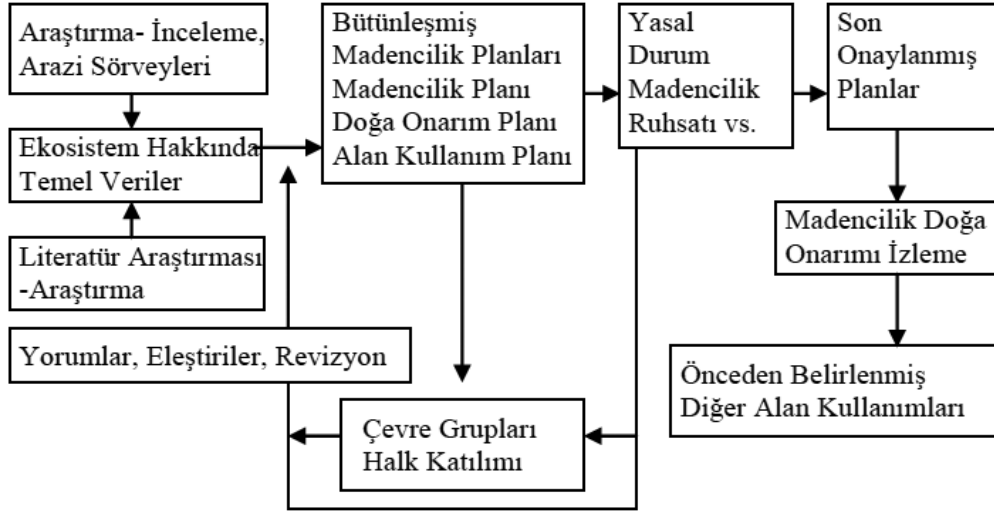 Araştırma- İnceleme,
Arazi Sörveyleri
Ekosistem Hakkında
Temel Veriler
Literatür Araştırması
-Araştırma
Yorumlar, Eleştiriler, Revizyon
Bütünleşmiş
Madencilik Planları
Madencilik Planı
Doğa Onarım Planı
Alan Kullanım Planı
Çevre Grupları
Halk Katılımı
Yasal
Durum
Madencilik
Ruhsatı vs.
Son
Onaylanmış
Planlar
Madencilik Doğa
Onarımı İzleme
Önceden Belirlenmiş
Diğer Alan Kullanımları